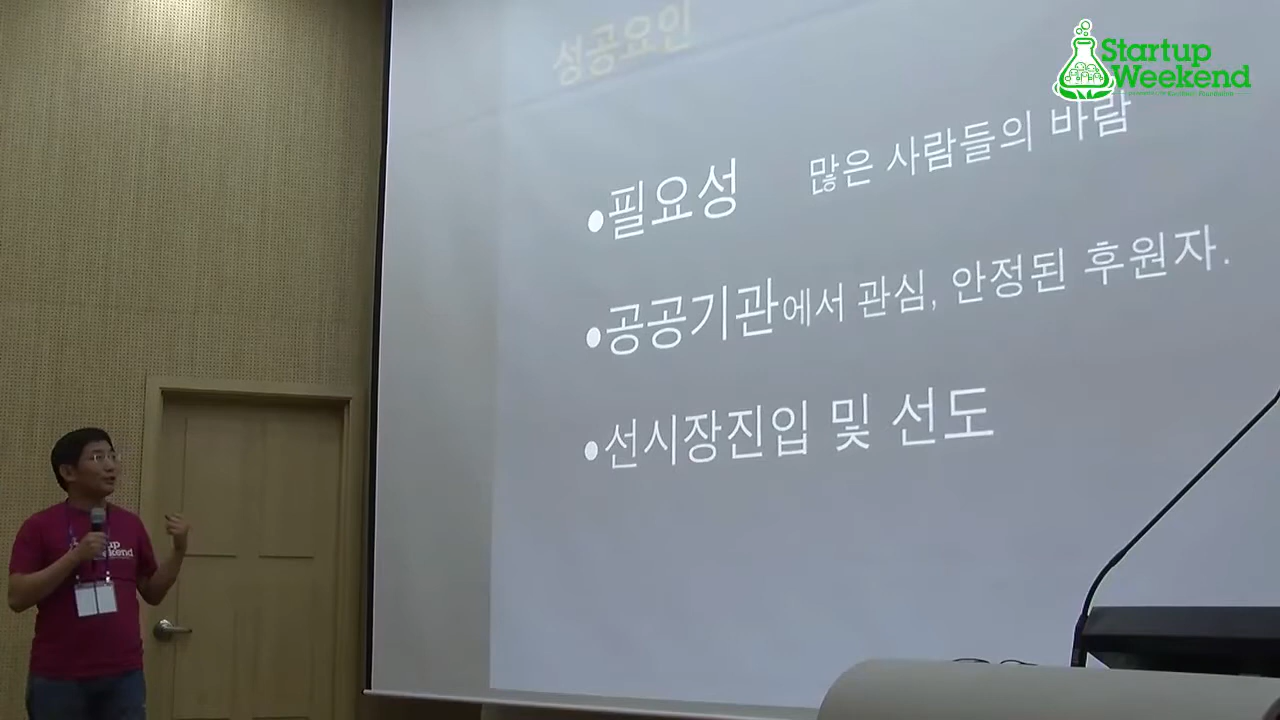 성공요인
Startup
Weekend
•필요성 많은 사람들의 바람
•공공기관에서 관심, 안정된 후원자.
•선시장진입 및 선도